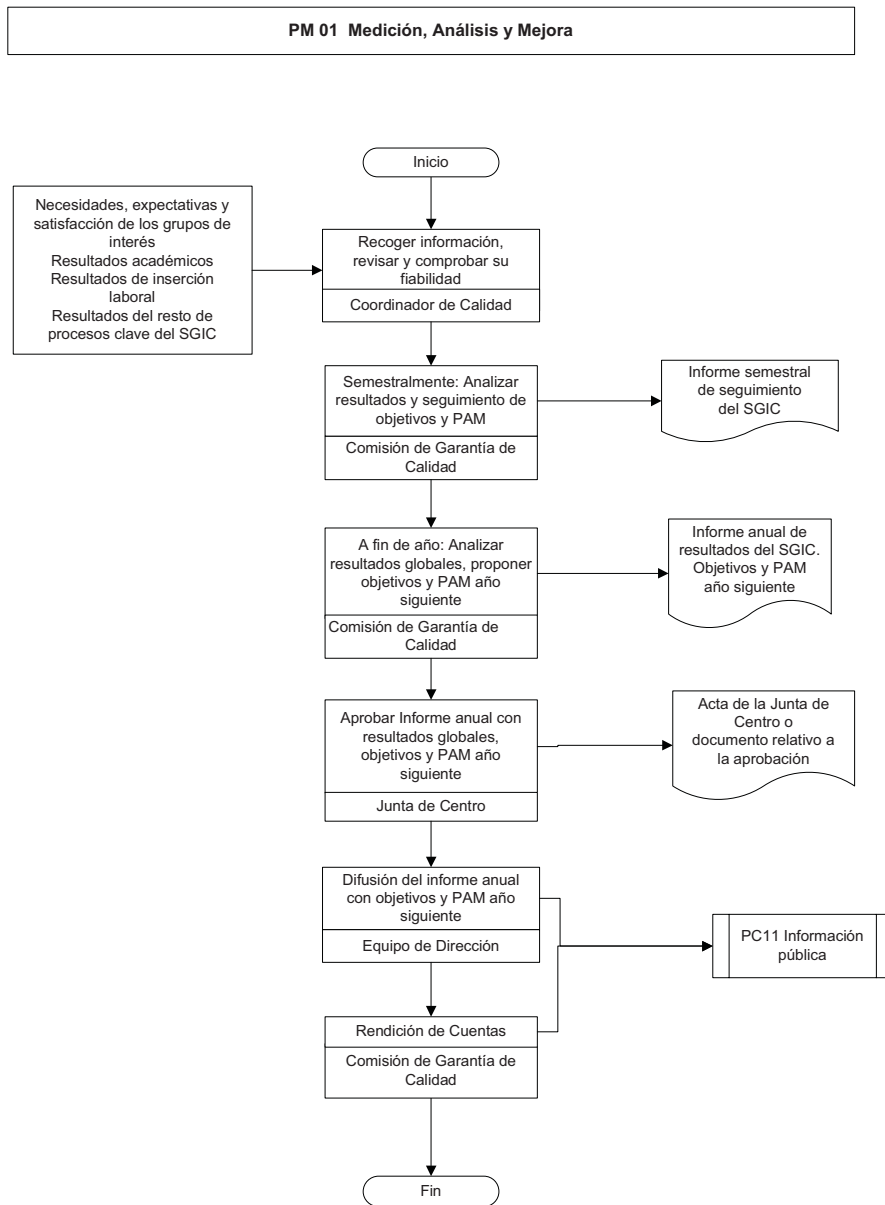 PM 01 Medición, Análisis y Mejora
Inicio
Necesidades, expectativas y
satisfacción de los grupos de
interés
Resultados académicos
Resultados de inserción
laboral
Resultados del resto de
procesos clave del SGIC
Recoger información,
revisar y comprobar su
fiabilidad
Coordinador de Calidad
Semestralmente: Analizar
resultados y seguimiento de
objetivos y PAM
Comisión de Garantía de
Calidad
Informe semestral
de seguimiento
del SGIC
A fin de año: Analizar
resultados globales, proponer
objetivos y PAM año
siguiente
Comisión de Garantía de
Calidad
Informe anual de
resultados del SGIC.
Objetivos y PAM
año siguiente
Aprobar Informe anual con
resultados globales,
objetivos y PAM año
siguiente
Junta de Centro
Acta de la Junta de
Centro o
documento relativo a
la aprobación
Difusión del informe anual
con objetivos y PAM año
siguiente
Equipo de Dirección
PC11 Información
pública
Rendición de Cuentas
Comisión de Garantía de
Calidad
Fin